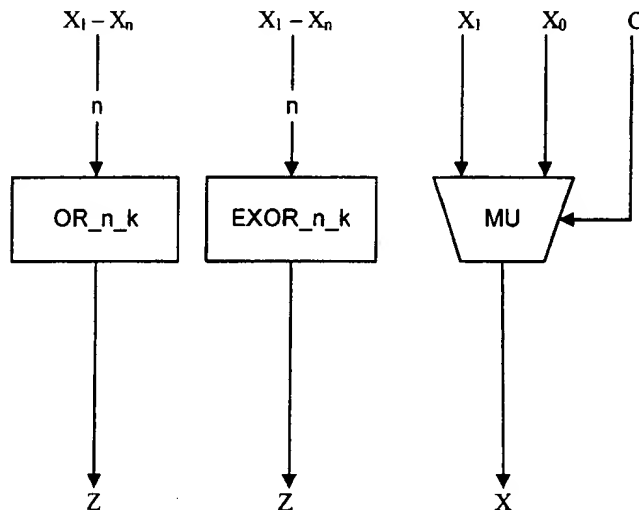 X₁ – Xₙ X₁ – Xₙ X₁ X₀ C
n n
OR_n_k EXOR_n_k MU
Z Z X